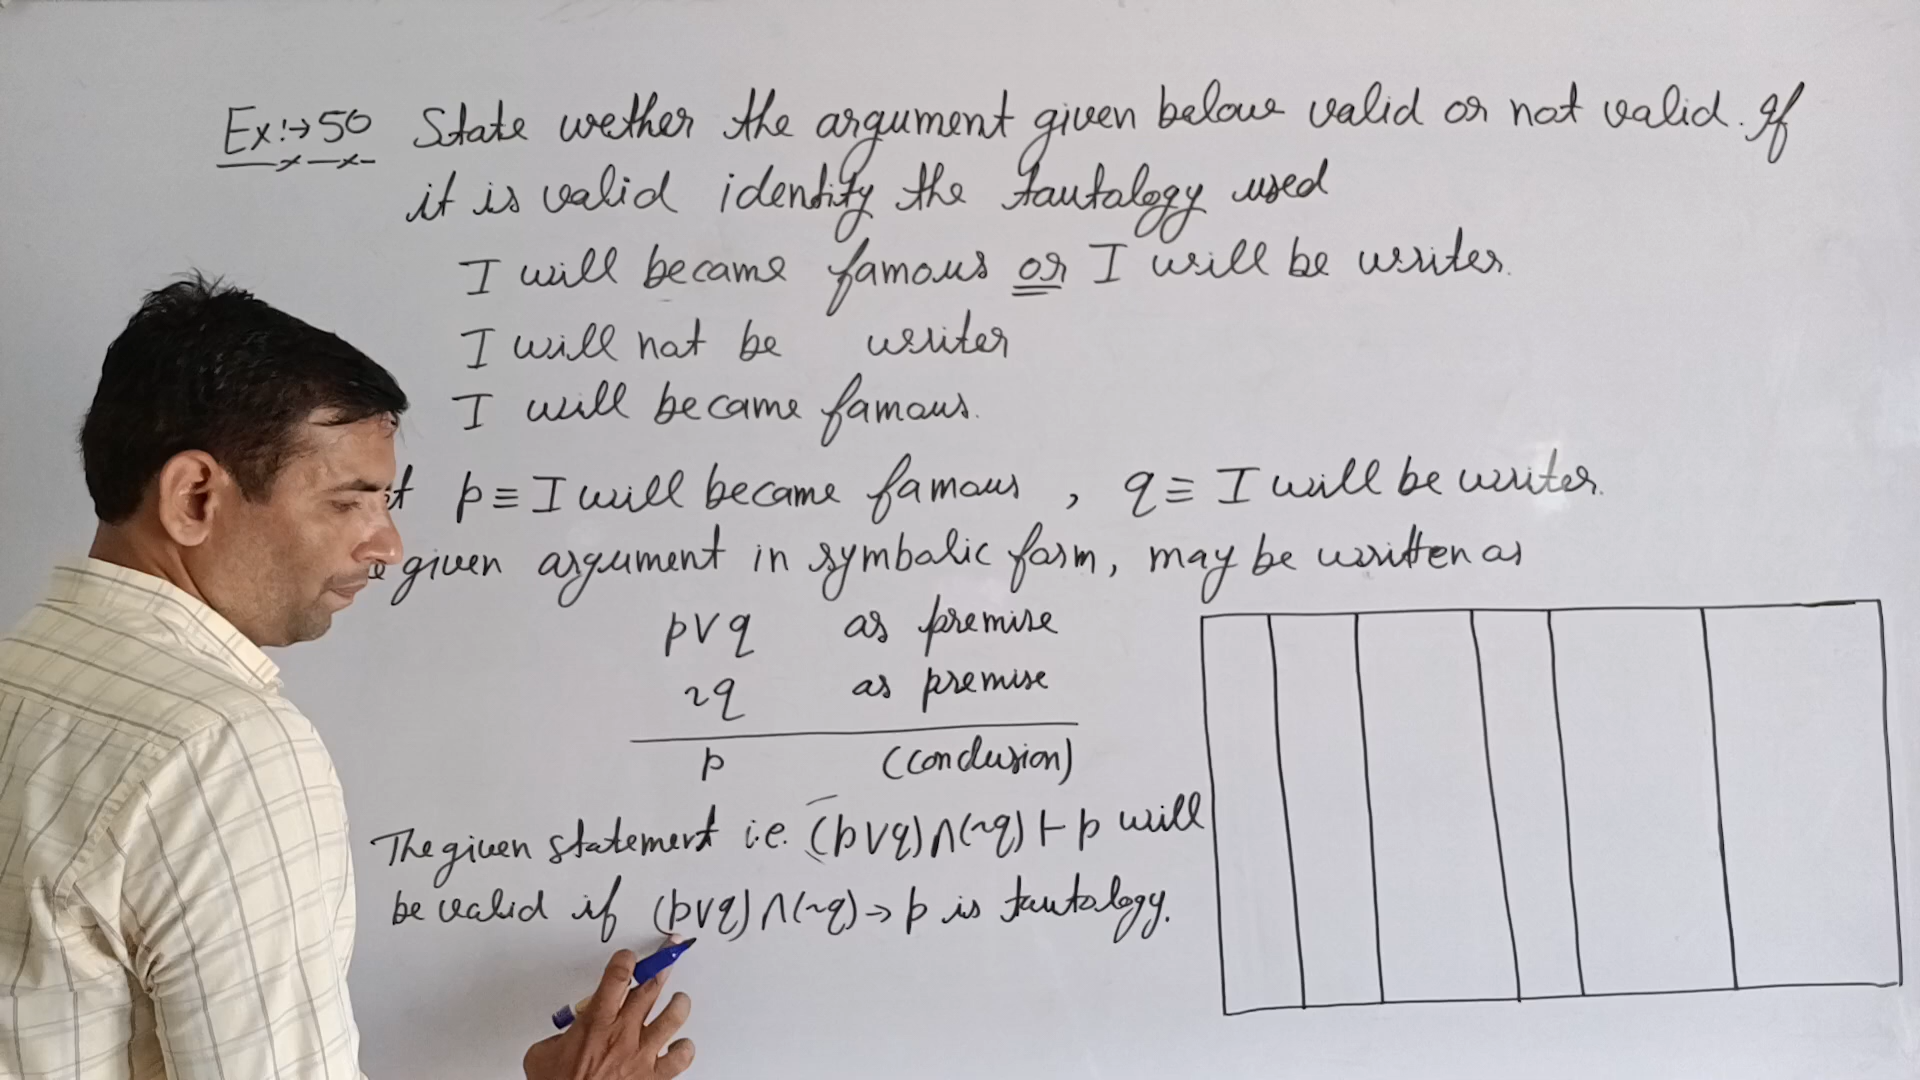 Ex:→50 State wether the argument given below valid or not valid. If
it is valid identity the tautology used
I will became famous or I will be writer.
I will not be writer
I will became famous.
p ≡ I will became famous, q ≡ I will be writer.
given argument in symbolic form, may be written as
p∨q as premise
~q as premise
p (conclusion)
The given statement i.e. (p∨q)∧(~q)⊢p will
be valid if (p∨q)∧(~q)→p is tautology.